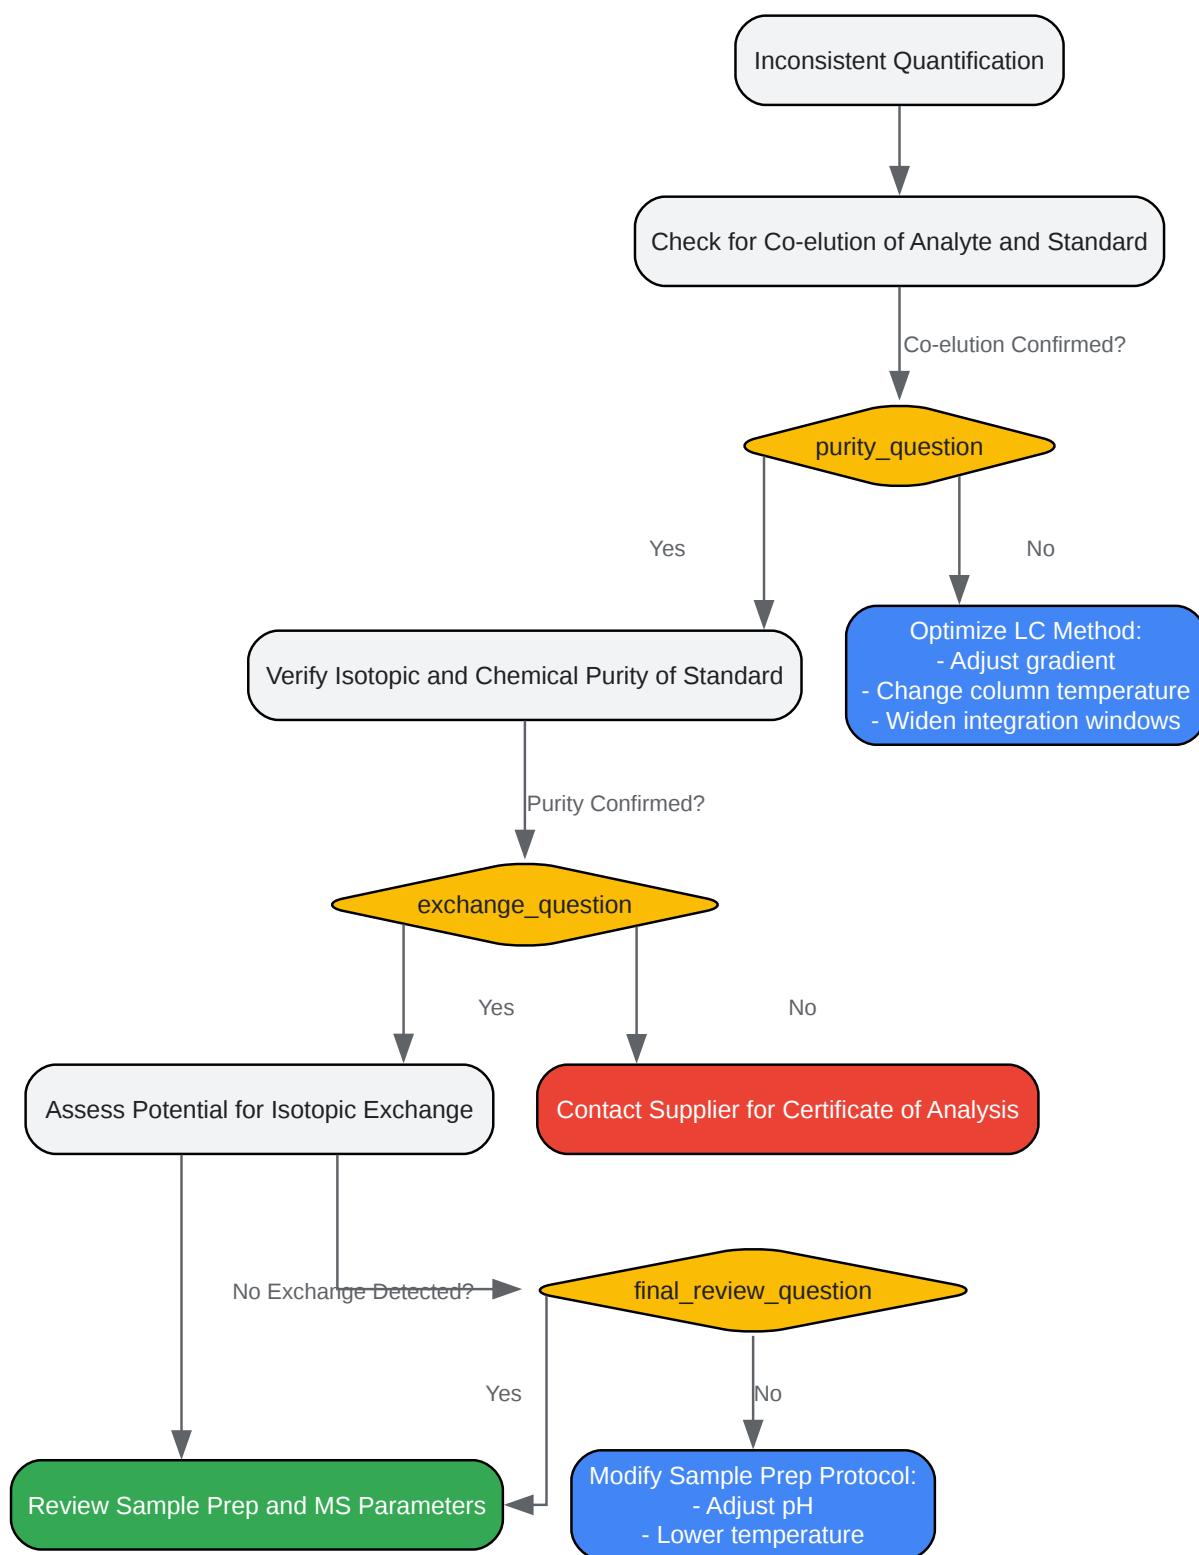 Inconsistent Quantification
Check for Co-elution of Analyte and Standard
Co-elution Confirmed?
purity_question
Yes
No
Optimize LC Method:
- Adjust gradient
- Change column temperature
- Widen integration windows
Verify Isotopic and Chemical Purity of Standard
Purity Confirmed?
exchange_question
Yes
No
Assess Potential for Isotopic Exchange
Contact Supplier for Certificate of Analysis
No Exchange Detected?
final_review_question
Yes
No
Review Sample Prep and MS Parameters
Modify Sample Prep Protocol:
- Adjust pH
- Lower temperature